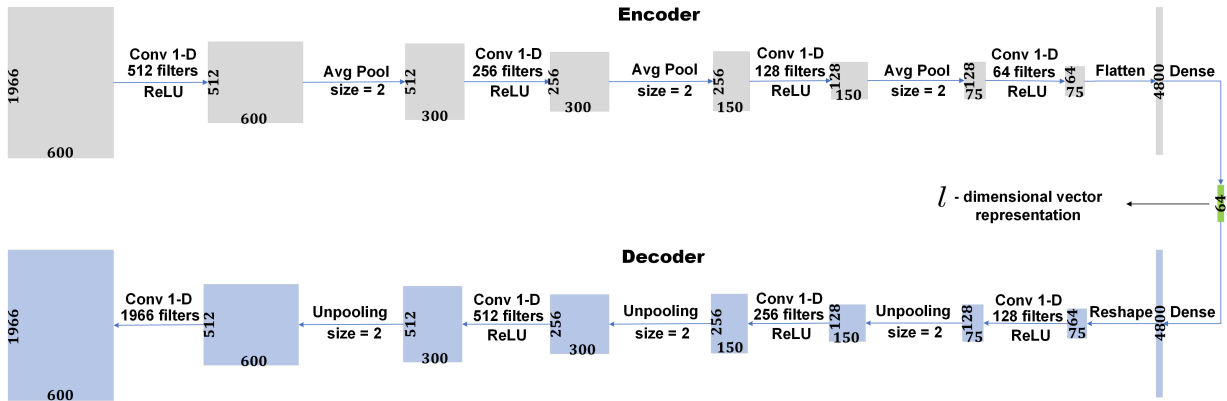 Encoder
1966
600
Conv 1-D
512 filters
ReLU
512
600
Avg Pool
size = 2
512
300
Conv 1-D
256 filters
ReLU
256
300
Avg Pool
size = 2
256
150
Conv 1-D
128 filters
ReLU
128
150
Avg Pool
size = 2
128
75
Conv 1-D
64 filters
ReLU
64
75
Flatten
4800
Dense
64
l - dimensional vector
representation
Decoder
1966
600
Conv 1-D
1966 filters
512
600
Unpooling
size = 2
512
300
Conv 1-D
512 filters
ReLU
256
300
Unpooling
size = 2
256
150
Conv 1-D
256 filters
ReLU
128
150
Unpooling
size = 2
128
75
Conv 1-D
128 filters
ReLU
64
75
Reshape
4800
Dense